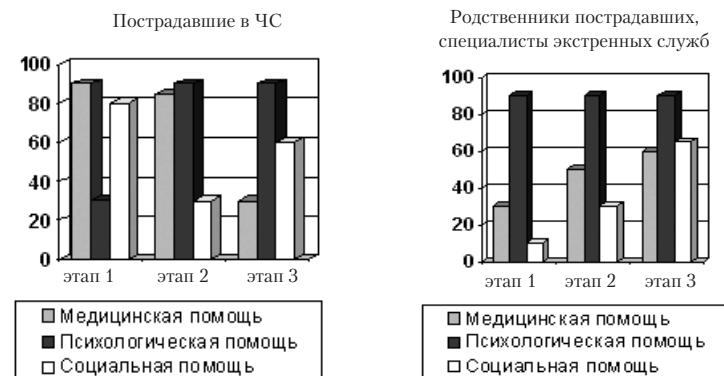 Пострадавшие в ЧС
100
80
60
40
20
0
этап 1 этап 2 этап 3
Медицинская помощь
Психологическая помощь
Социальная помощь
Родственники пострадавших,
специалисты экстренных служб
100
80
60
40
20
0
этап 1 этап 2 этап 3
Медицинская помощь
Психологическая помощь
Социальная помощь